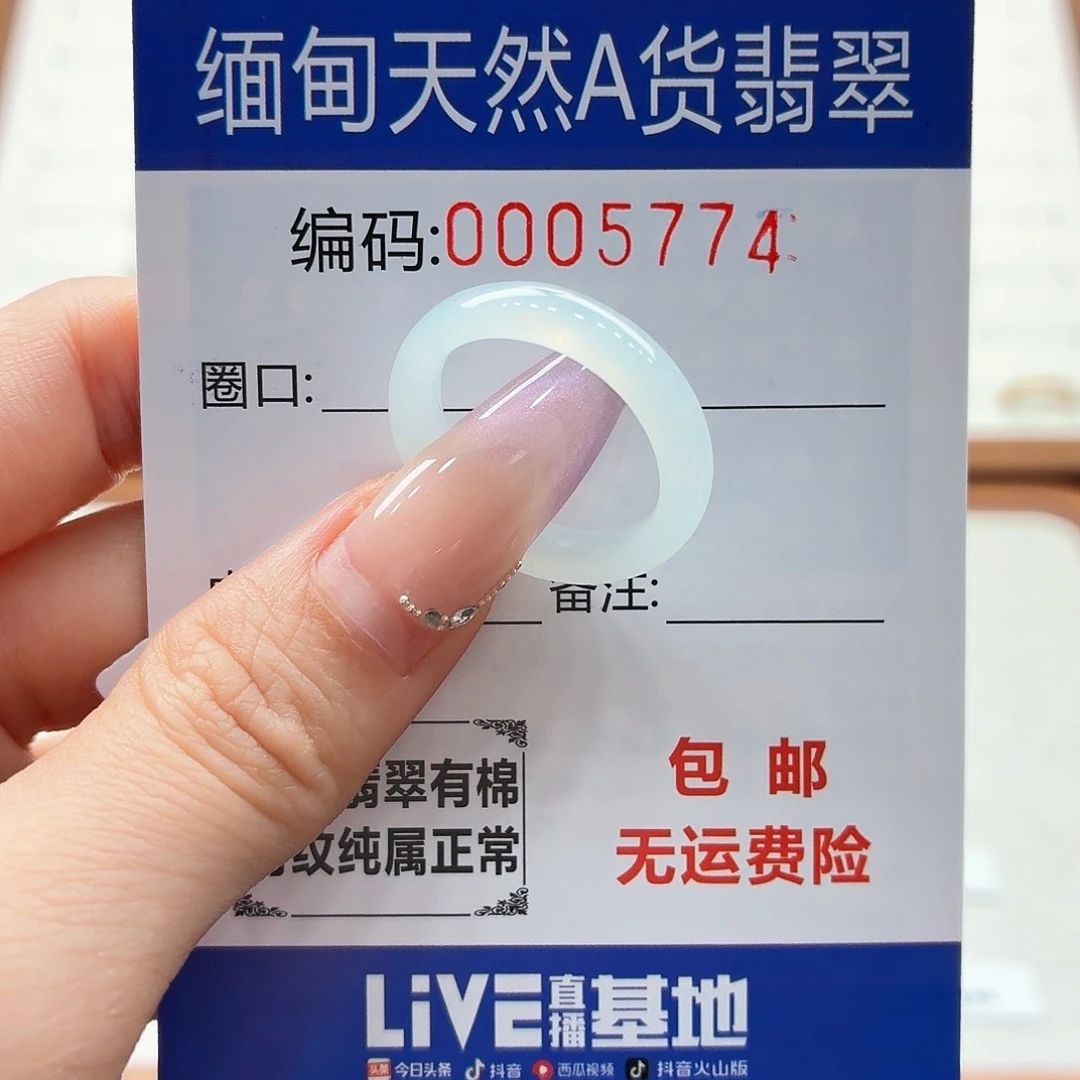 缅甸天然A货翡翠
编码:0005774
圈口:
备注:
翡翠有棉
纹纯属正常
包邮
无运费险
LiVE直播基地
头条 今日头条 抖音 西瓜视频 抖音火山版